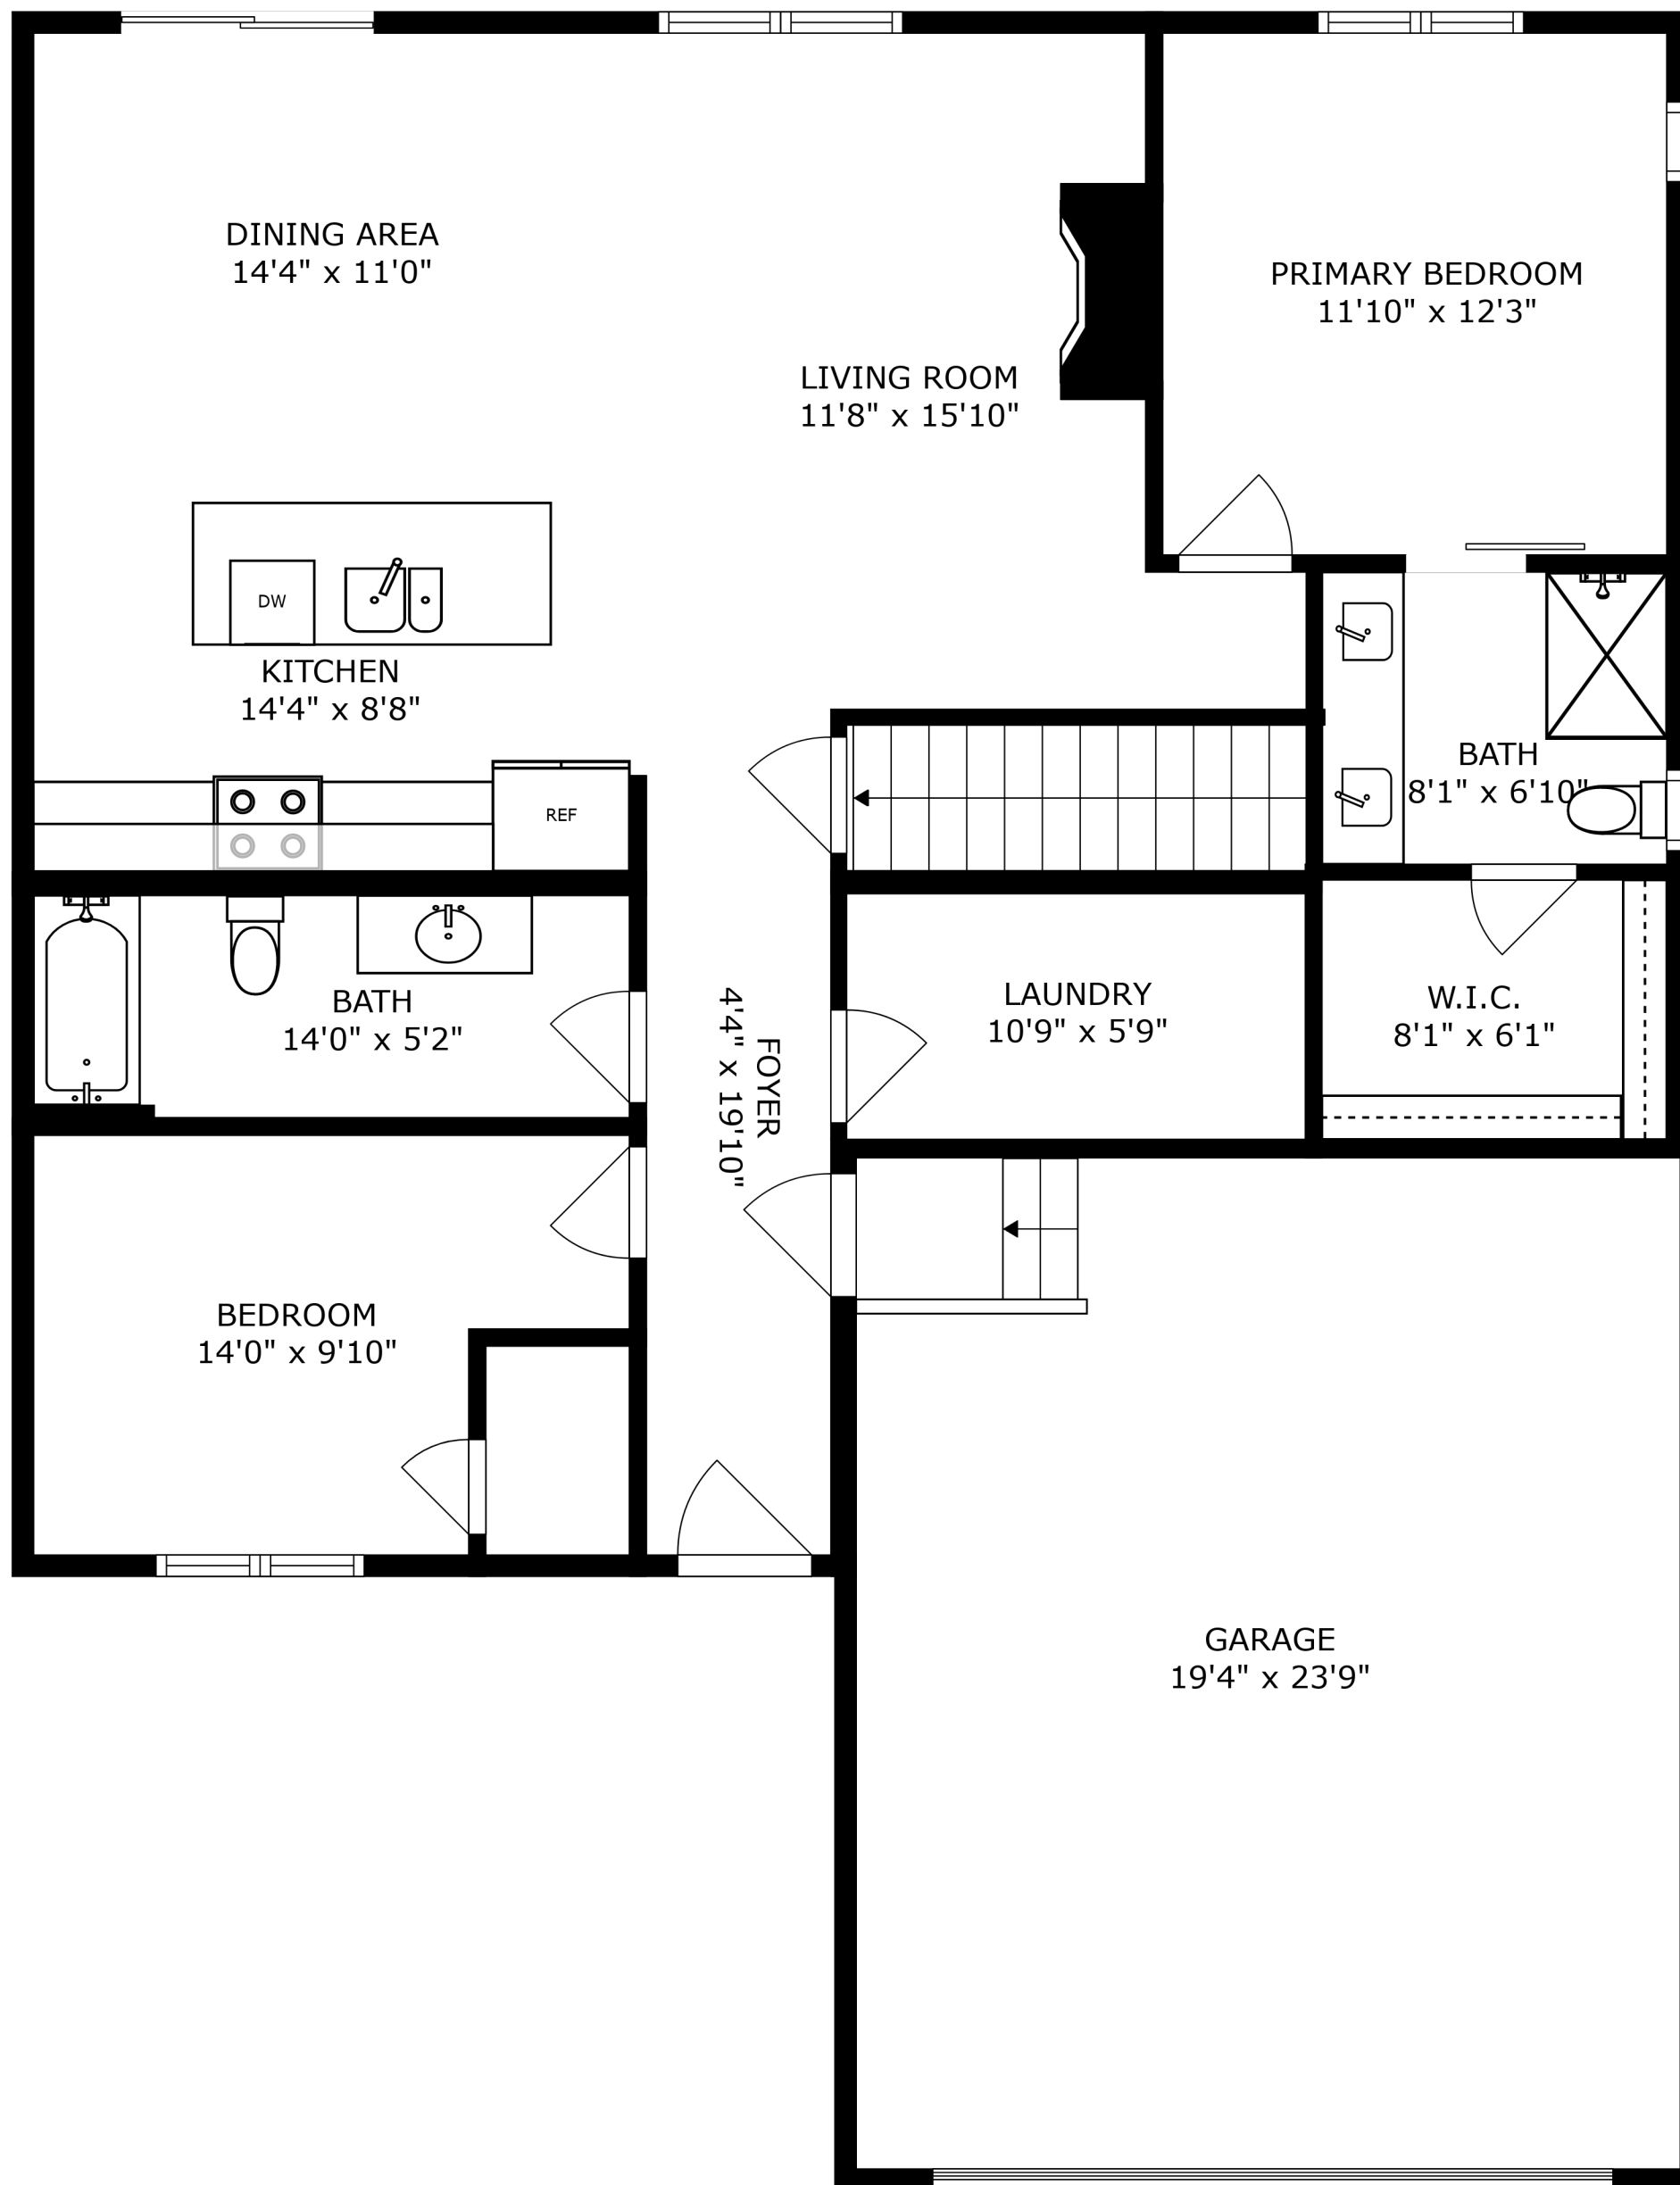 DINING AREA
14'4" x 11'0"
PRIMARY BEDROOM
11'10" x 12'3"
LIVING ROOM
11'8" x 15'10"
DW
KITCHEN
14'4" x 8'8"
BATH
8'1" x 6'10"
REF
BATH
14'0" x 5'2"
FOYER
4'4" x 19'10"
LAUNDRY
10'9" x 5'9"
W.I.C.
8'1" x 6'1"
BEDROOM
14'0" x 9'10"
GARAGE
19'4" x 23'9"